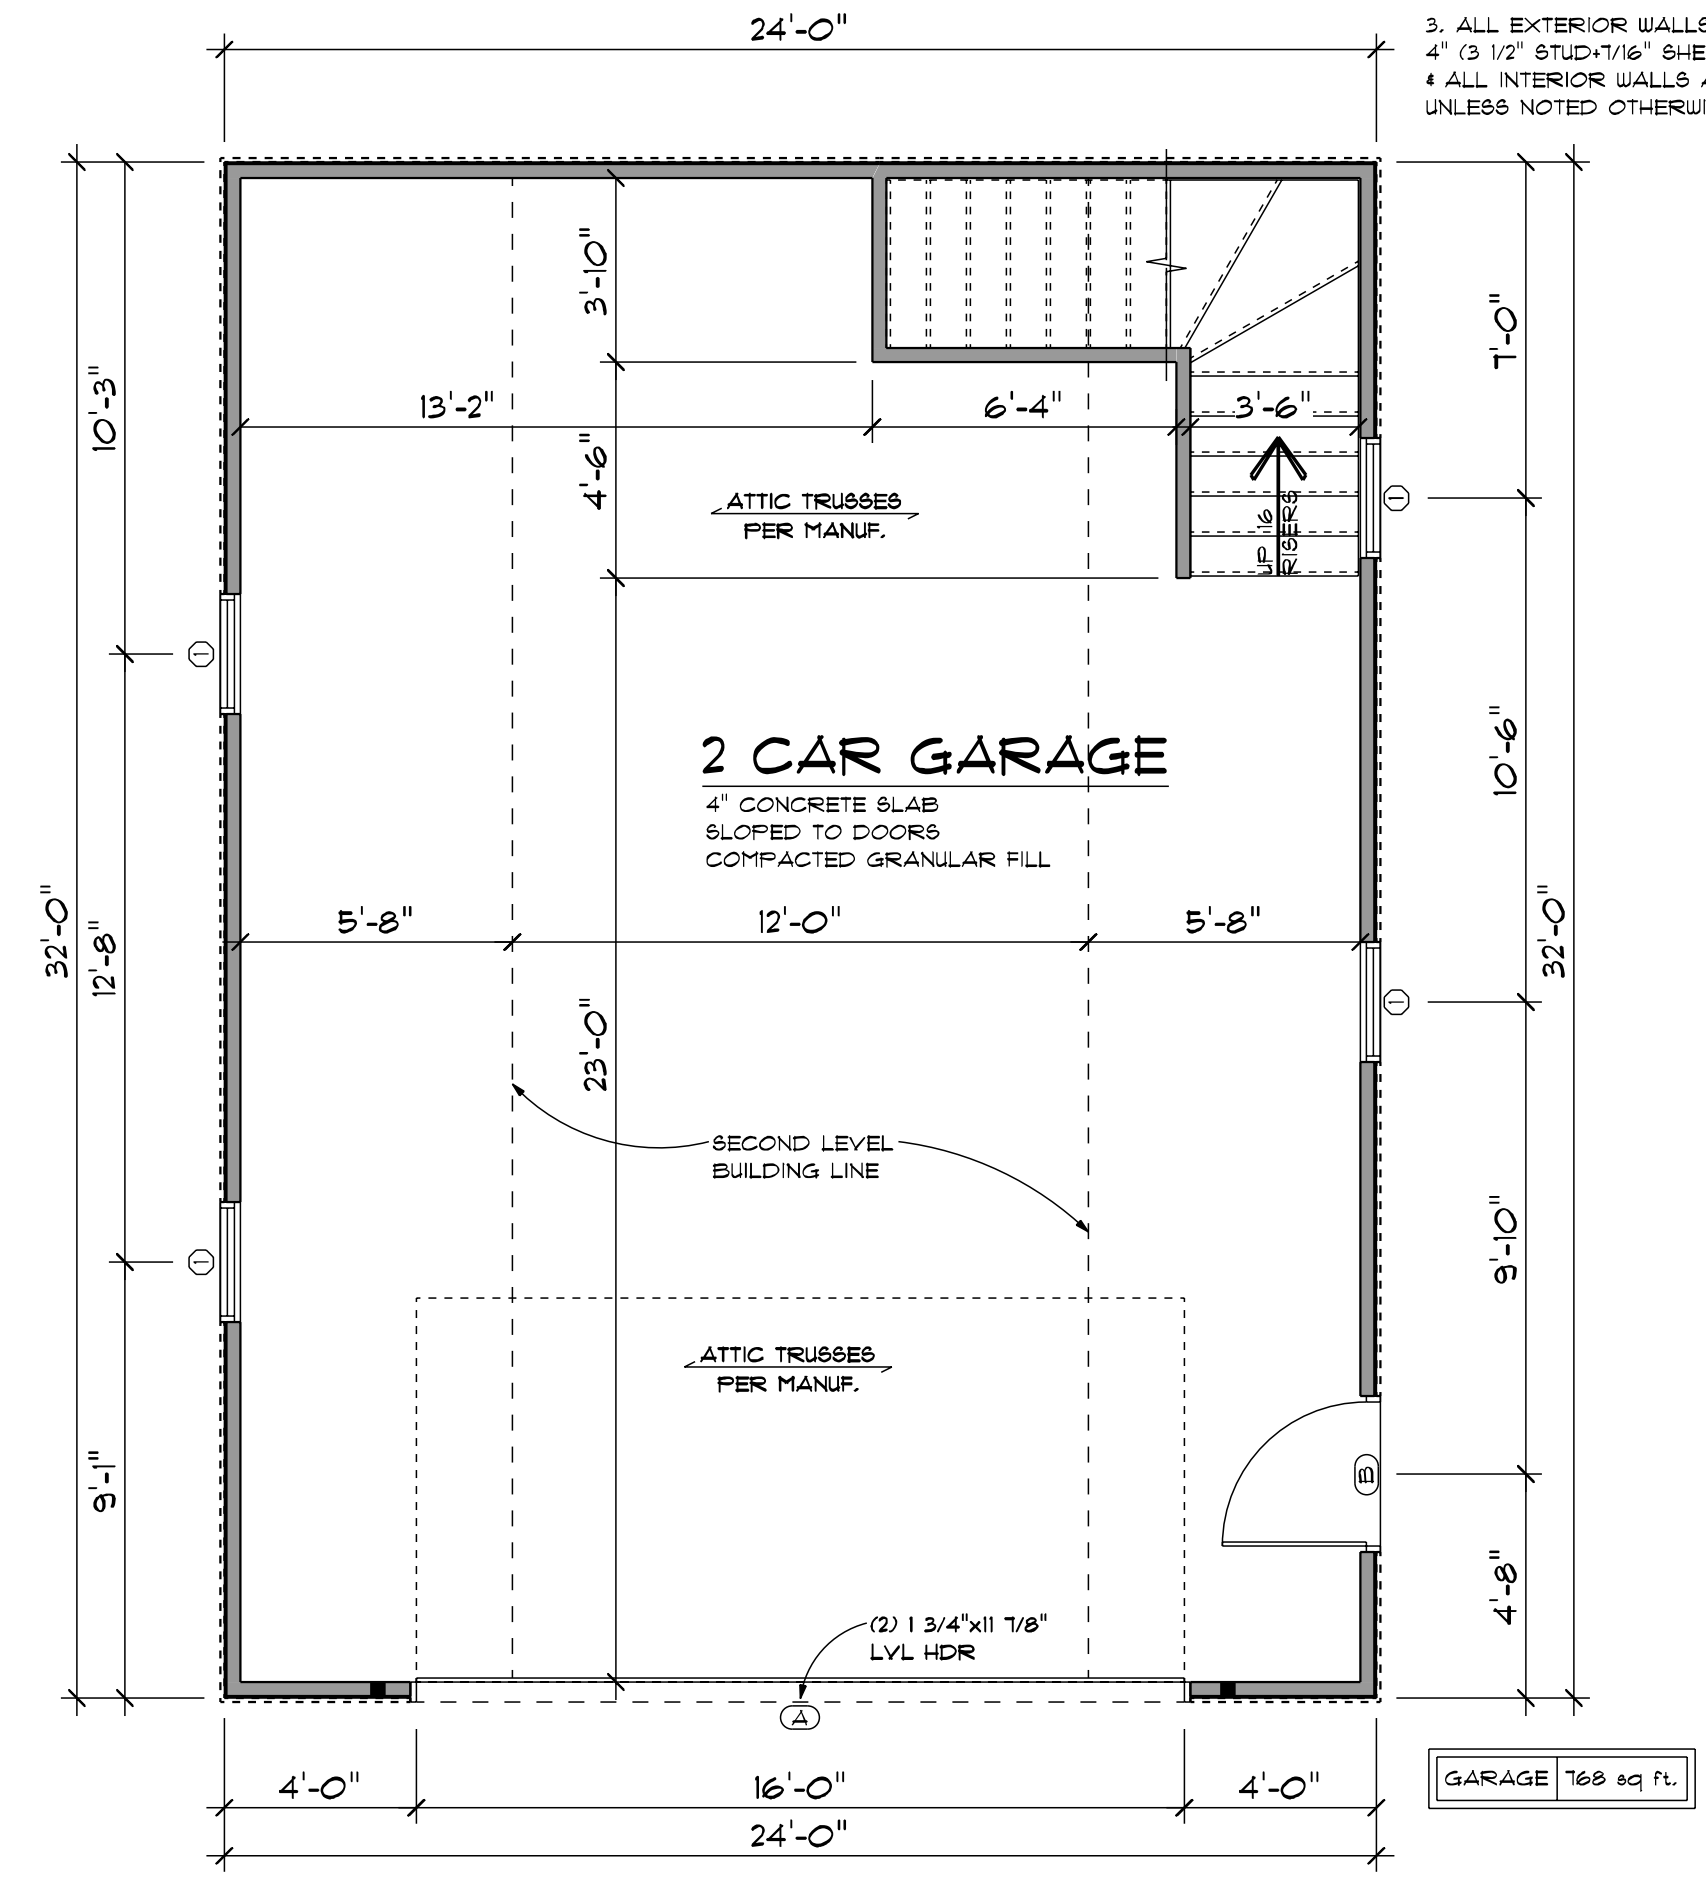 24'-0"
3. ALL EXTERIOR WALLS
4" (3 1/2" STUD+7/16" SHE
& ALL INTERIOR WALLS A
UNLESS NOTED OTHERWI
3'-10"
7'-0"
10'-3"
13'-2"
6'-4"
3'-6"
4'-6"
ATTIC TRUSSES
PER MANUF.
UP 16
RISERS
1
1
2 CAR GARAGE
4" CONCRETE SLAB
SLOPED TO DOORS
COMPACTED GRANULAR FILL
10'-6"
32'-0"
12'-8"
5'-8"
12'-0"
5'-8"
32'-0"
1
23'-0"
SECOND LEVEL
BUILDING LINE
9'-10"
1
ATTIC TRUSSES
PER MANUF.
9'-1"
B
4'-8"
(2) 1 3/4"x11 7/8"
LVL HDR
A
4'-0"
16'-0"
4'-0"
GARAGE 768 sq ft.
24'-0"